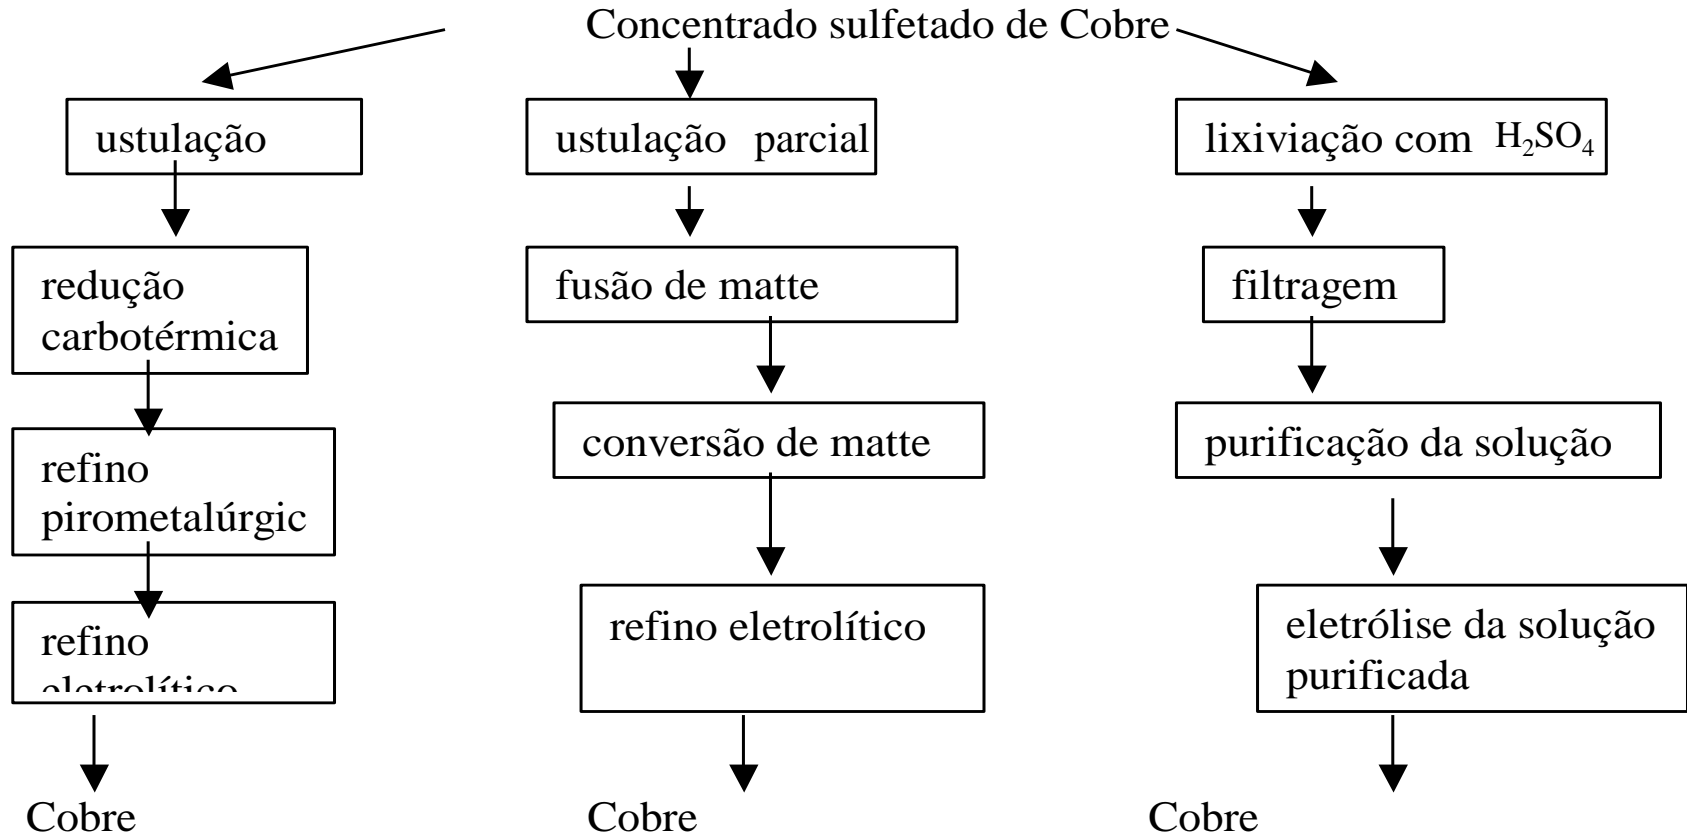 Concentrado sulfetado de Cobre
ustulação
ustulação parcial
lixiviação com H₂SO₄
redução
carbotérmica
fusão de matte
filtragem
refino
pirometalúrgic
conversão de matte
purificação da solução
refino
eletrolítico
refino eletrolítico
eletrólise da solução
purificada
Cobre
Cobre
Cobre